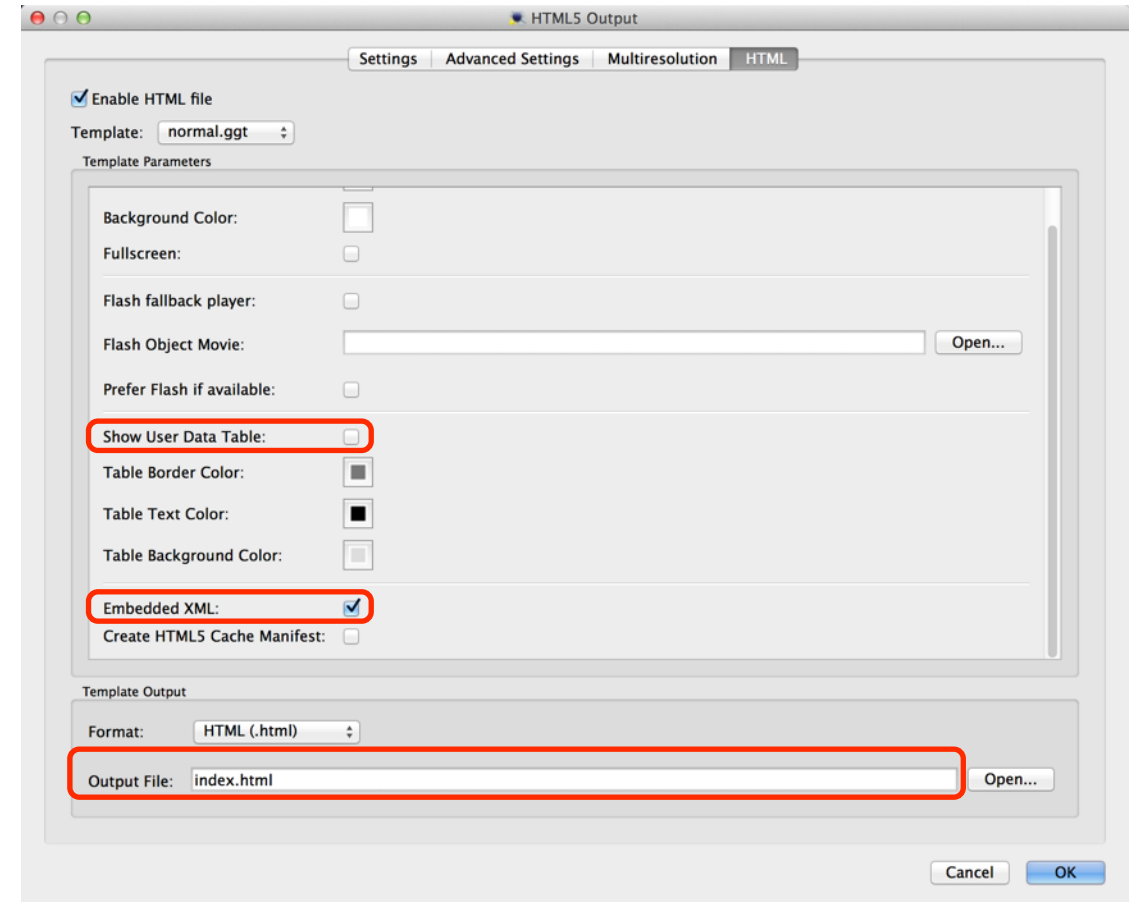 HTML5 Output
Settings Advanced Settings Multiresolution HTML
Enable HTML file
Template: normal.ggt
Template Parameters
Background Color:
Fullscreen:
Flash fallback player:
Flash Object Movie: Open...
Prefer Flash if available:
Show User Data Table:
Table Border Color:
Table Text Color:
Table Background Color:
Embedded XML:
Create HTML5 Cache Manifest:
Template Output
Format: HTML (.html)
Output File: index.html Open...
Cancel OK